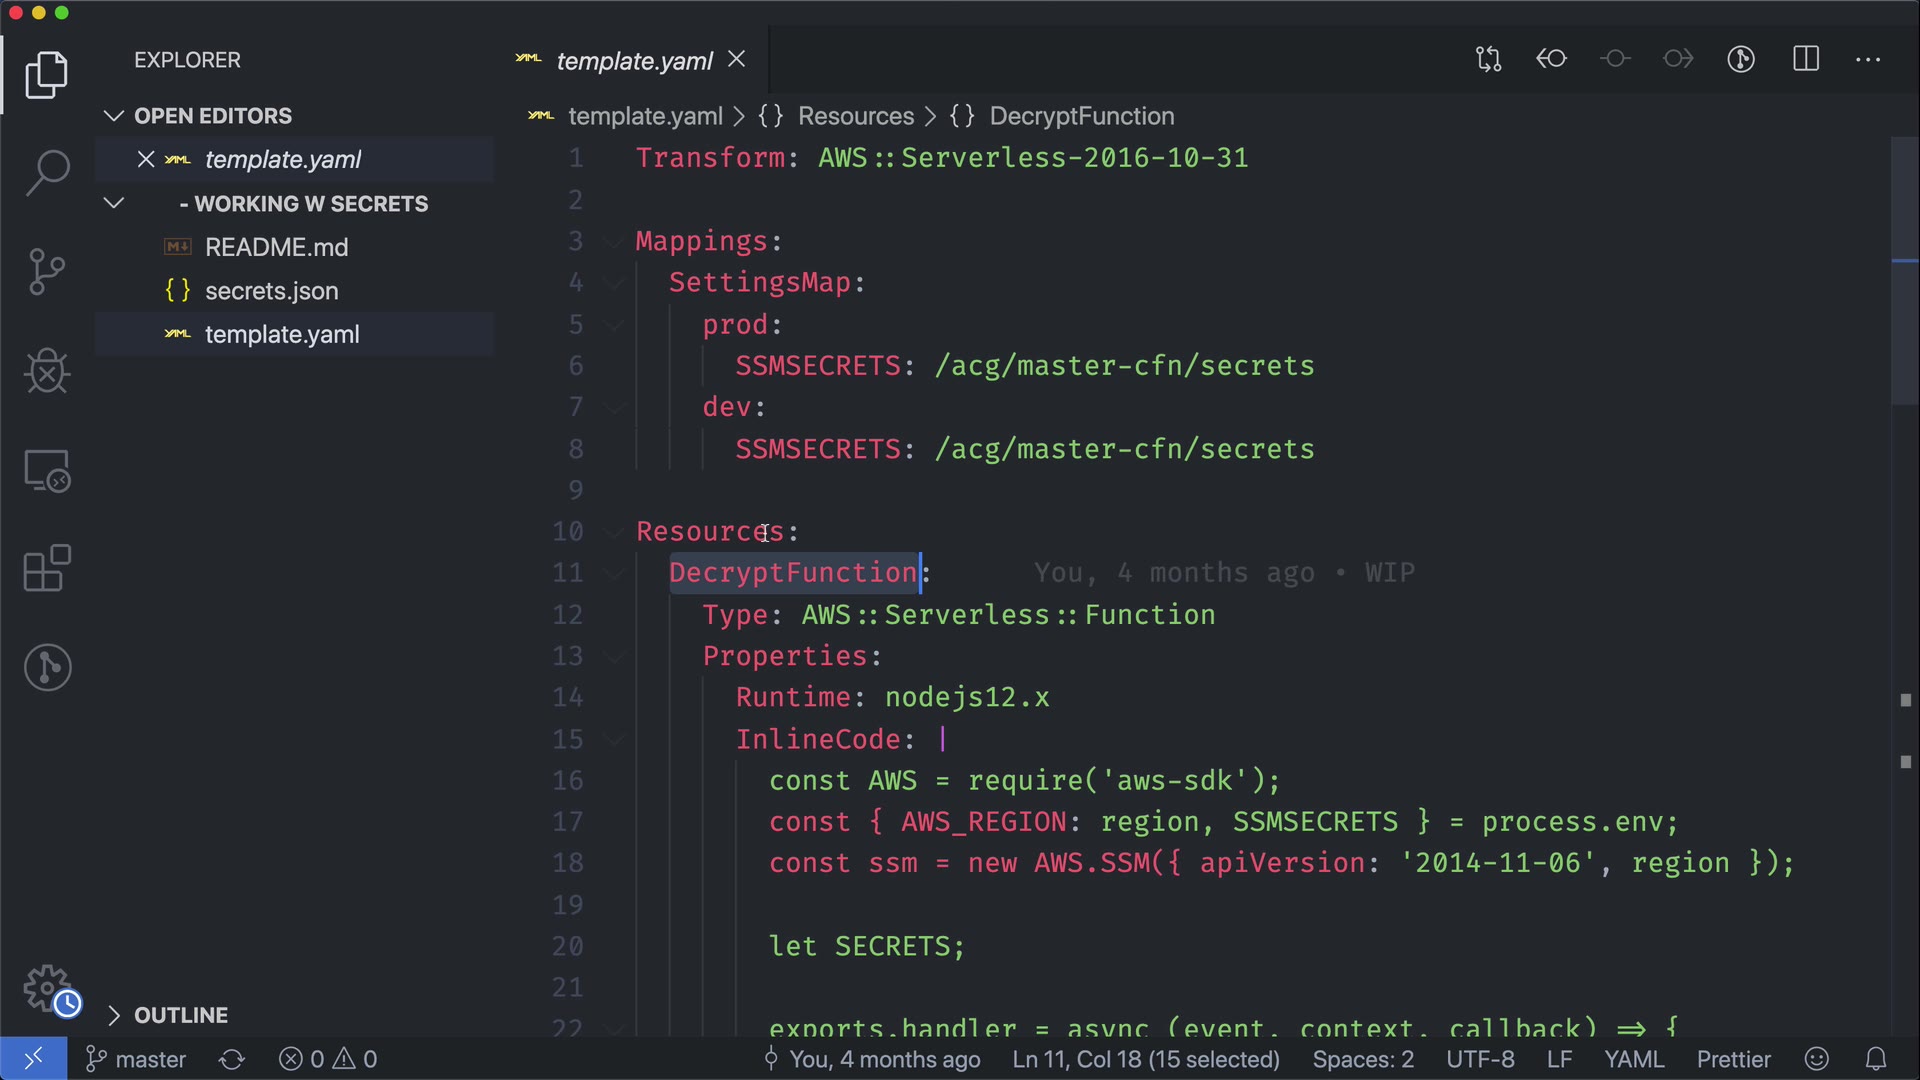 EXPLORER
OPEN EDITORS
template.yaml
- WORKING W SECRETS
README.md
{ } secrets.json
template.yaml
OUTLINE
template.yaml
template.yaml > {} Resources > {} DecryptFunction
1 Transform: AWS::Serverless-2016-10-31
2
3 Mappings:
4 SettingsMap:
5 prod:
6 SSMSECRETS: /acg/master-cfn/secrets
7 dev:
8 SSMSECRETS: /acg/master-cfn/secrets
9
10 Resources:
11 DecryptFunction: You, 4 months ago • WIP
12 Type: AWS::Serverless::Function
13 Properties:
14 Runtime: nodejs12.x
15 InlineCode: |
16 const AWS = require('aws-sdk');
17 const { AWS_REGION: region, SSMSECRETS } = process.env;
18 const ssm = new AWS.SSM({ apiVersion: '2014-11-06', region });
19
20 let SECRETS;
21
22 exports.handler = async (event, context, callback) => {
master 0 0 You, 4 months ago Ln 11, Col 18 (15 selected) Spaces: 2 UTF-8 LF YAML Prettier